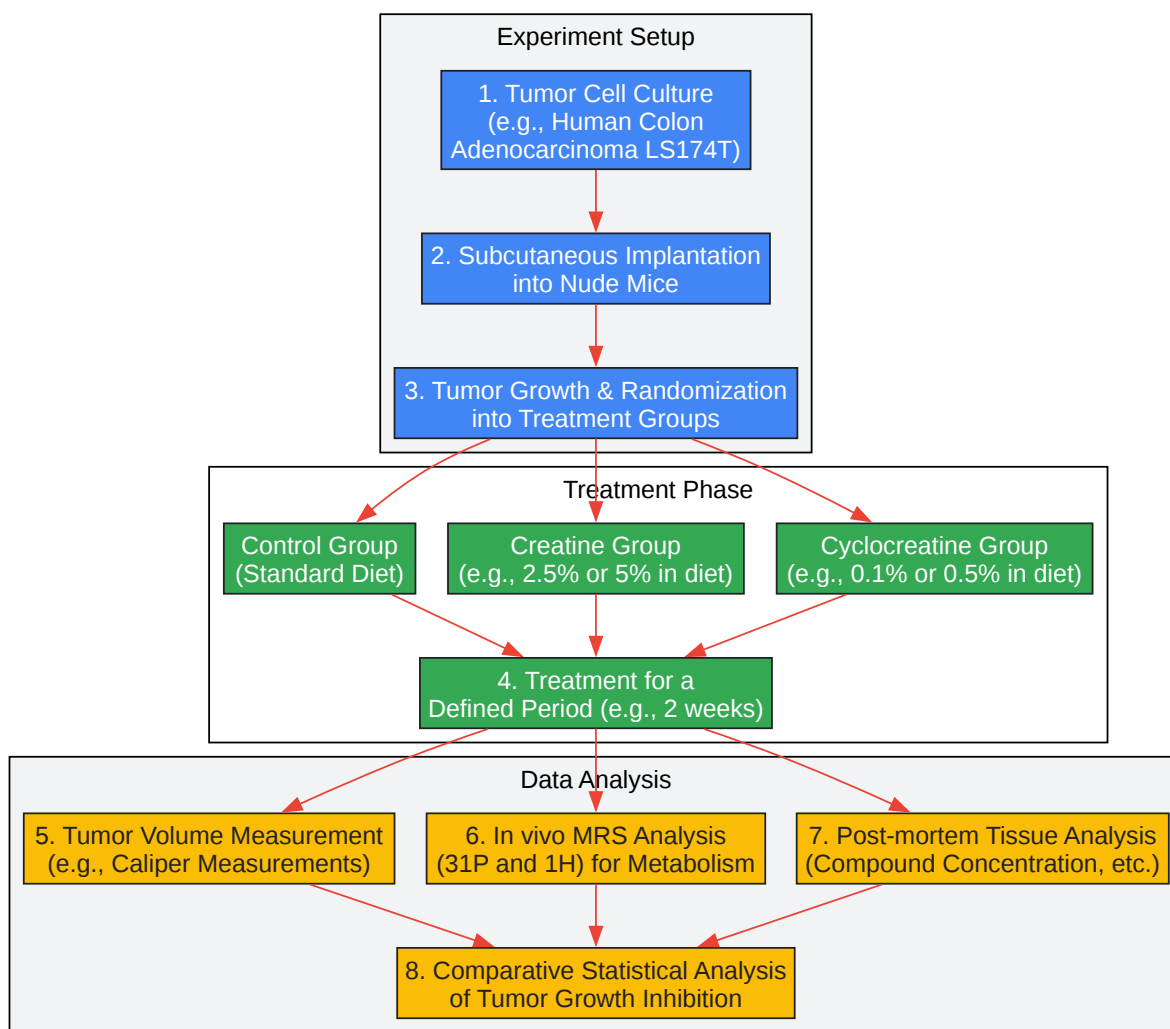 Experiment Setup
1. Tumor Cell Culture
(e.g., Human Colon
Adenocarcinoma LS174T)
2. Subcutaneous Implantation
into Nude Mice
3. Tumor Growth & Randomization
into Treatment Groups
Treatment Phase
Control Group
(Standard Diet)
Creatine Group
(e.g., 2.5% or 5% in diet)
Cyclocreatine Group
(e.g., 0.1% or 0.5% in diet)
4. Treatment for a
Defined Period (e.g., 2 weeks)
Data Analysis
5. Tumor Volume Measurement
(e.g., Caliper Measurements)
6. In vivo MRS Analysis
(31P and 1H) for Metabolism
7. Post-mortem Tissue Analysis
(Compound Concentration, etc.)
8. Comparative Statistical Analysis
of Tumor Growth Inhibition